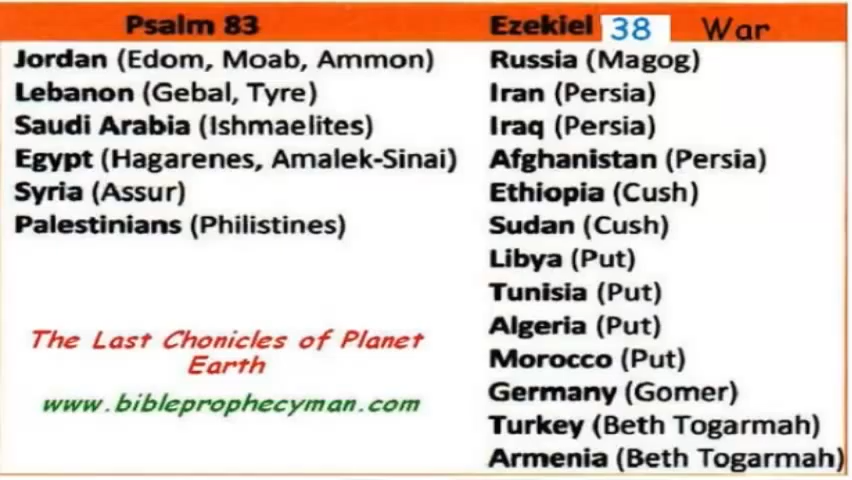 Psalm 83
Jordan (Edom, Moab, Ammon)
Lebanon (Gebal, Tyre)
Saudi Arabia (Ishmaelites)
Egypt (Hagarenes, Amalek-Sinai)
Syria (Assur)
Palestinians (Philistines)
The Last Chonicles of Planet
Earth
www.bibleprophecyman.com
Ezekiel 38 War
Russia (Magog)
Iran (Persia)
Iraq (Persia)
Afghanistan (Persia)
Ethiopia (Cush)
Sudan (Cush)
Libya (Put)
Tunisia (Put)
Algeria (Put)
Morocco (Put)
Germany (Gomer)
Turkey (Beth Togarmah)
Armenia (Beth Togarmah)